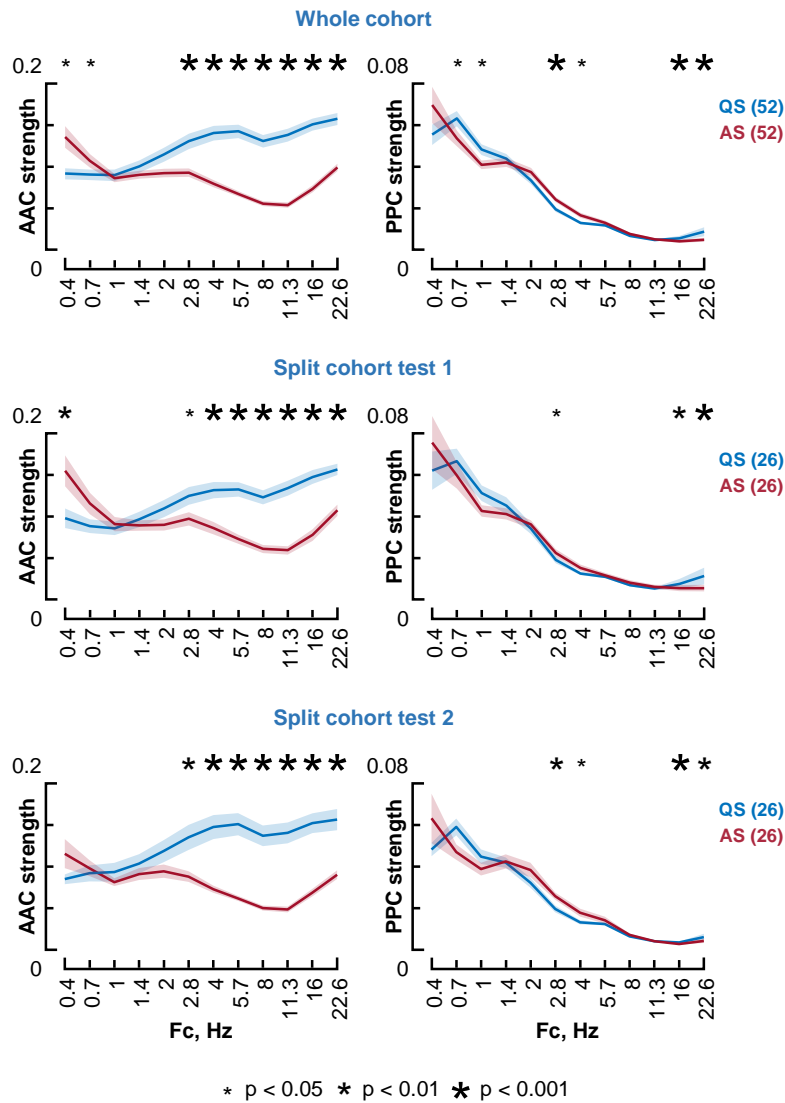 Whole cohort
* * * * * * * * *
* * * * * *
0.2
AAC strength
0
0.4 0.7 1 1.4 2 2.8 4 5.7 8 11.3 16 22.6
0.08
PPC strength
0.4 0.7 1 1.4 2 2.8 4 5.7 8 11.3 16 22.6
QS (52)
AS (52)
Split cohort test 1
* * * * * * * *
* * *
0.2
AAC strength
0
0.4 0.7 1 1.4 2 2.8 4 5.7 8 11.3 16 22.6
0.08
PPC strength
0.4 0.7 1 1.4 2 2.8 4 5.7 8 11.3 16 22.6
QS (26)
AS (26)
Split cohort test 2
* * * * * * *
* * * *
0.2
AAC strength
0
0.4 0.7 1 1.4 2 2.8 4 5.7 8 11.3 16 22.6
Fc, Hz
0.08
PPC strength
0.4 0.7 1 1.4 2 2.8 4 5.7 8 11.3 16 22.6
Fc, Hz
QS (26)
AS (26)
* p < 0.05 * p < 0.01 * p < 0.001